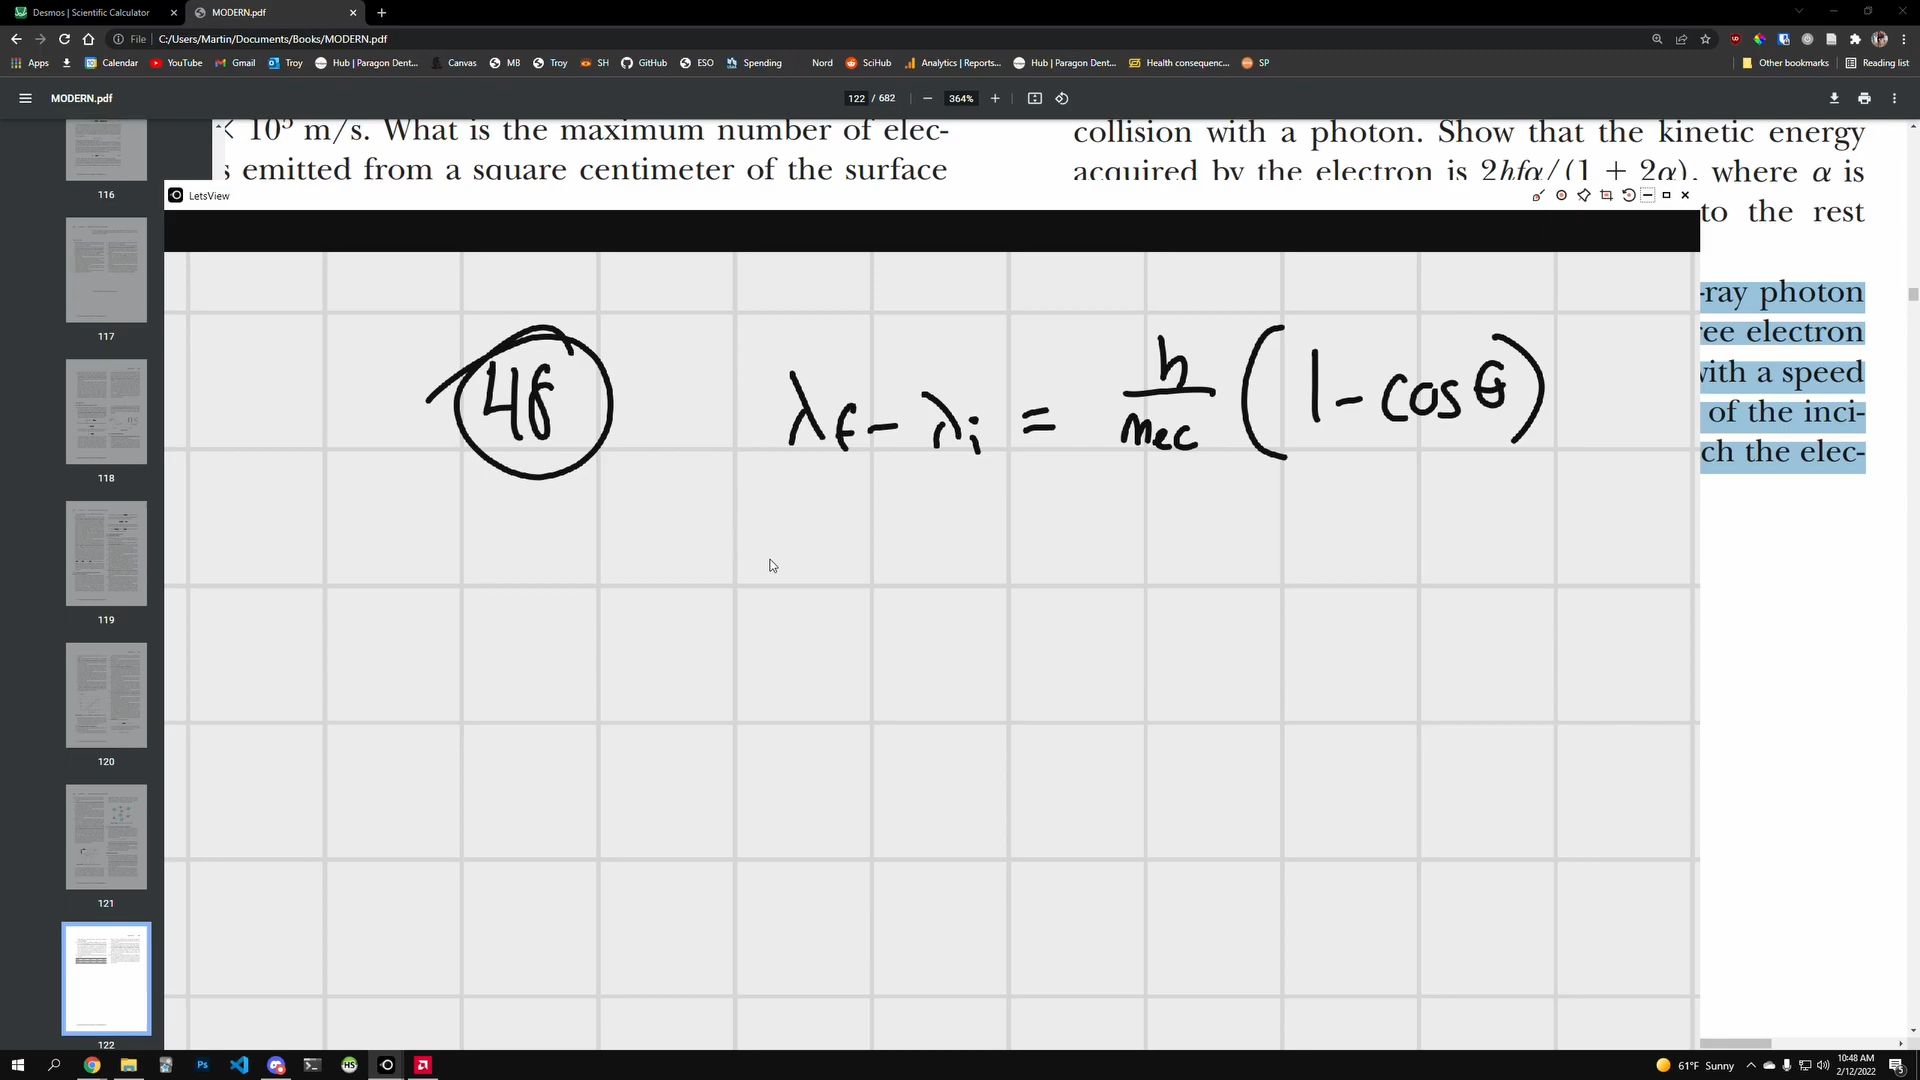 Desmos | Scientific Calculator
MODERN.pdf
File
C:/Users/Martin/Documents/Books/MODERN.pdf
Apps
Calendar
YouTube
Gmail
Troy
Hub | Paragon Dent...
Canvas
MB
Troy
SH
GitHub
ESO
Spending
Nord
SciHub
Analytics | Reports...
Hub | Paragon Dent...
Health consequenc...
SP
Other bookmarks
Reading list
MODERN.pdf
122 / 682
364%
116
117
118
119
120
121
122
× 10⁵ m/s. What is the maximum number of elec-
s emitted from a square centimeter of the surface
collision with a photon. Show that the kinetic energy
acquired by the electron is 2hfα/(1 + 2α), where α is
to the rest
-ray photon
ree electron
with a speed
of the inci-
ch the elec-
LetsView
48
λf - λi = h/mec (1 - cosθ)
61°F Sunny
10:48 AM
2/12/2022